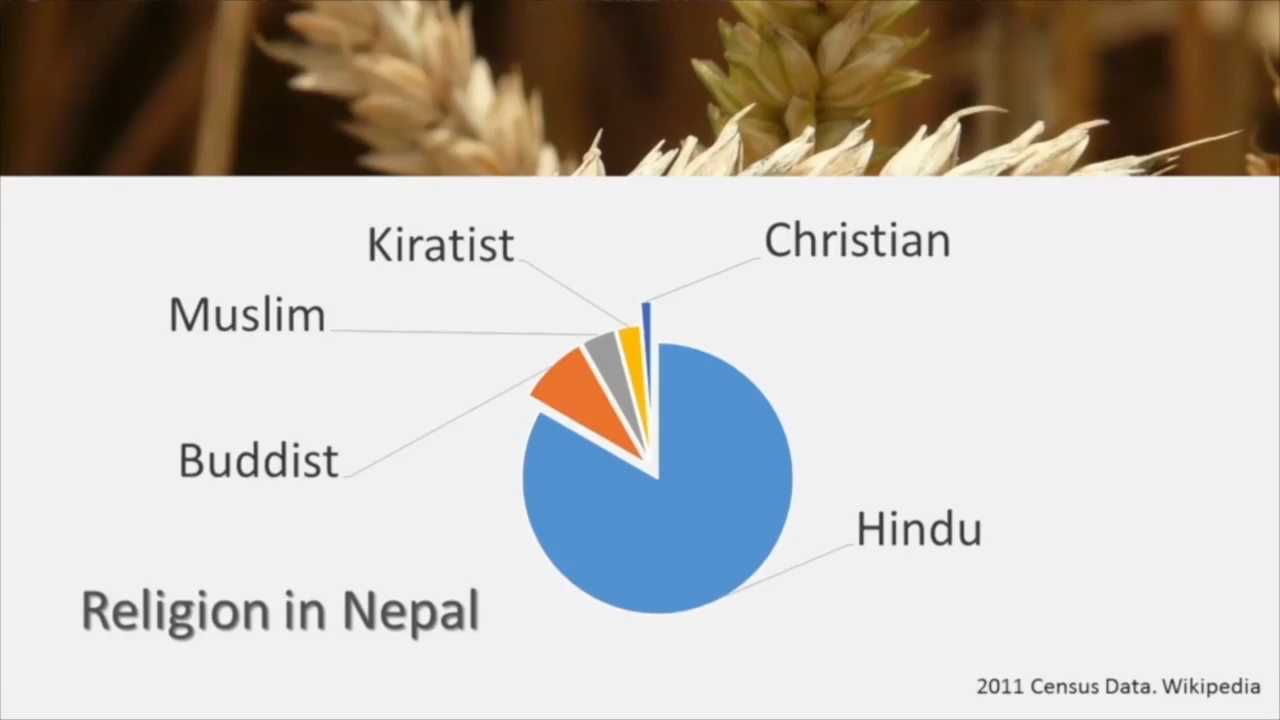 Kiratist
Christian
Muslim
Buddist
Hindu
Religion in Nepal
2011 Census Data. Wikipedia